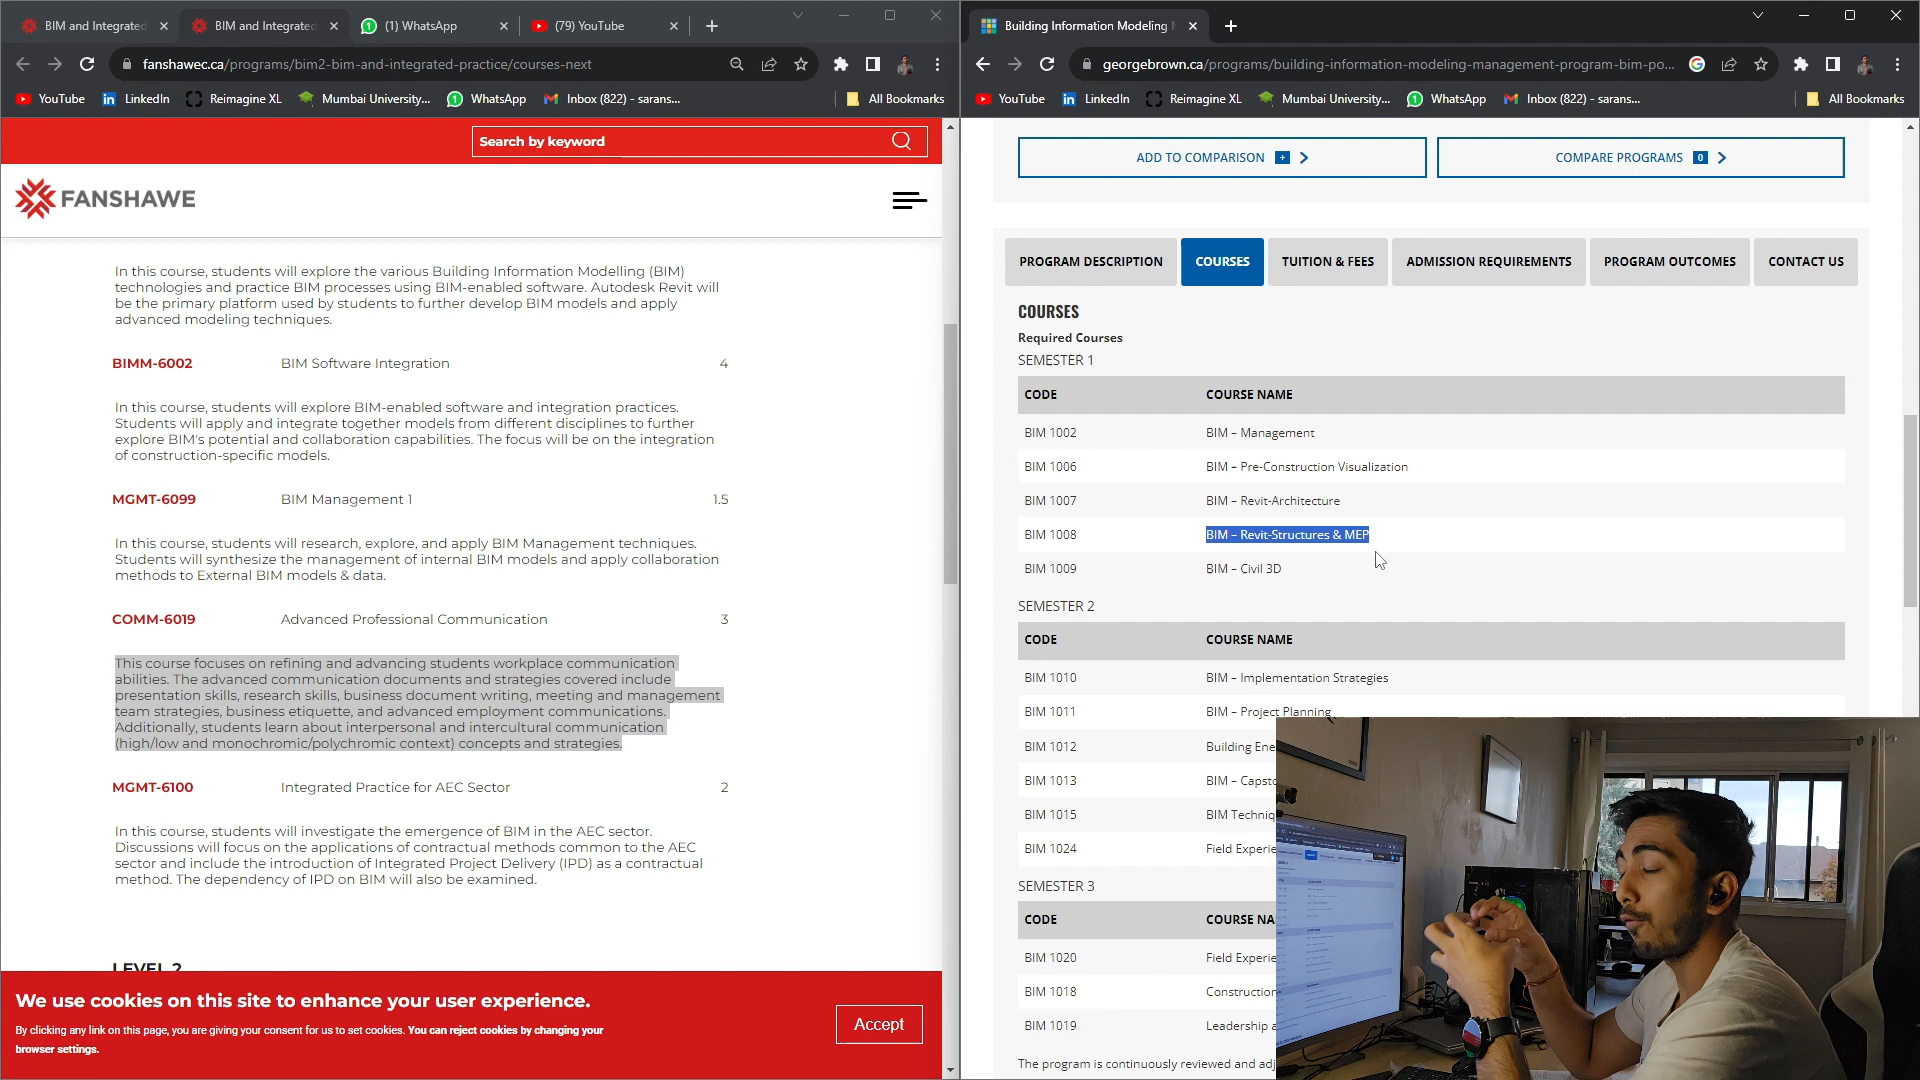 BIM and Integrated
BIM and Integrated
(1) WhatsApp
(79) YouTube
fanshawec.ca/programs/bim2-bim-and-integrated-practice/courses-next
YouTube
LinkedIn
Reimagine XL
Mumbai University...
WhatsApp
Inbox (822) - sarans...
All Bookmarks
Search by keyword
FANSHAWE
In this course, students will explore the various Building Information Modelling (BIM)
technologies and practice BIM processes using BIM-enabled software. Autodesk Revit will
be the primary platform used by students to further develop BIM models and apply
advanced modeling techniques.
BIMM-6002 BIM Software Integration 4
In this course, students will explore BIM-enabled software and integration practices.
Students will apply and integrate together models from different disciplines to further
explore BIM's potential and collaboration capabilities. The focus will be on the integration
of construction-specific models.
MGMT-6099 BIM Management 1 1.5
In this course, students will research, explore, and apply BIM Management techniques.
Students will synthesize the management of internal BIM models and apply collaboration
methods to External BIM models & data.
COMM-6019 Advanced Professional Communication 3
This course focuses on refining and advancing students workplace communication
abilities. The advanced communication documents and strategies covered include
presentation skills, research skills, business document writing, meeting and management
team strategies, business etiquette, and advanced employment communications.
Additionally, students learn about interpersonal and intercultural communication
(high/low and monochromic/polychromic context) concepts and strategies.
MGMT-6100 Integrated Practice for AEC Sector 2
In this course, students will investigate the emergence of BIM in the AEC sector.
Discussions will focus on the applications of contractual methods common to the AEC
sector and include the introduction of Integrated Project Delivery (IPD) as a contractual
method. The dependency of IPD on BIM will also be examined.
LEVEL 2
We use cookies on this site to enhance your user experience.
By clicking any link on this page, you are giving your consent for us to set cookies. You can reject cookies by changing your
browser settings.
Accept
Building Information Modeling
georgebrown.ca/programs/building-information-modeling-management-program-bim-po...
YouTube
LinkedIn
Reimagine XL
Mumbai University...
WhatsApp
Inbox (822) - sarans...
All Bookmarks
ADD TO COMPARISON +
COMPARE PROGRAMS 0
PROGRAM DESCRIPTION
COURSES
TUITION & FEES
ADMISSION REQUIREMENTS
PROGRAM OUTCOMES
CONTACT US
COURSES
Required Courses
SEMESTER 1
CODE COURSE NAME
BIM 1002 BIM – Management
BIM 1006 BIM – Pre-Construction Visualization
BIM 1007 BIM – Revit-Architecture
BIM 1008 BIM – Revit-Structures & MEP
BIM 1009 BIM – Civil 3D
SEMESTER 2
CODE COURSE NAME
BIM 1010 BIM – Implementation Strategies
BIM 1011 BIM – Project Planning
BIM 1012 Building Ene
BIM 1013 BIM – Capsto
BIM 1015 BIM Techniq
BIM 1024 Field Experie
SEMESTER 3
CODE COURSE NA
BIM 1020 Field Experie
BIM 1018 Construction
BIM 1019 Leadership a
The program is continuously reviewed and adj